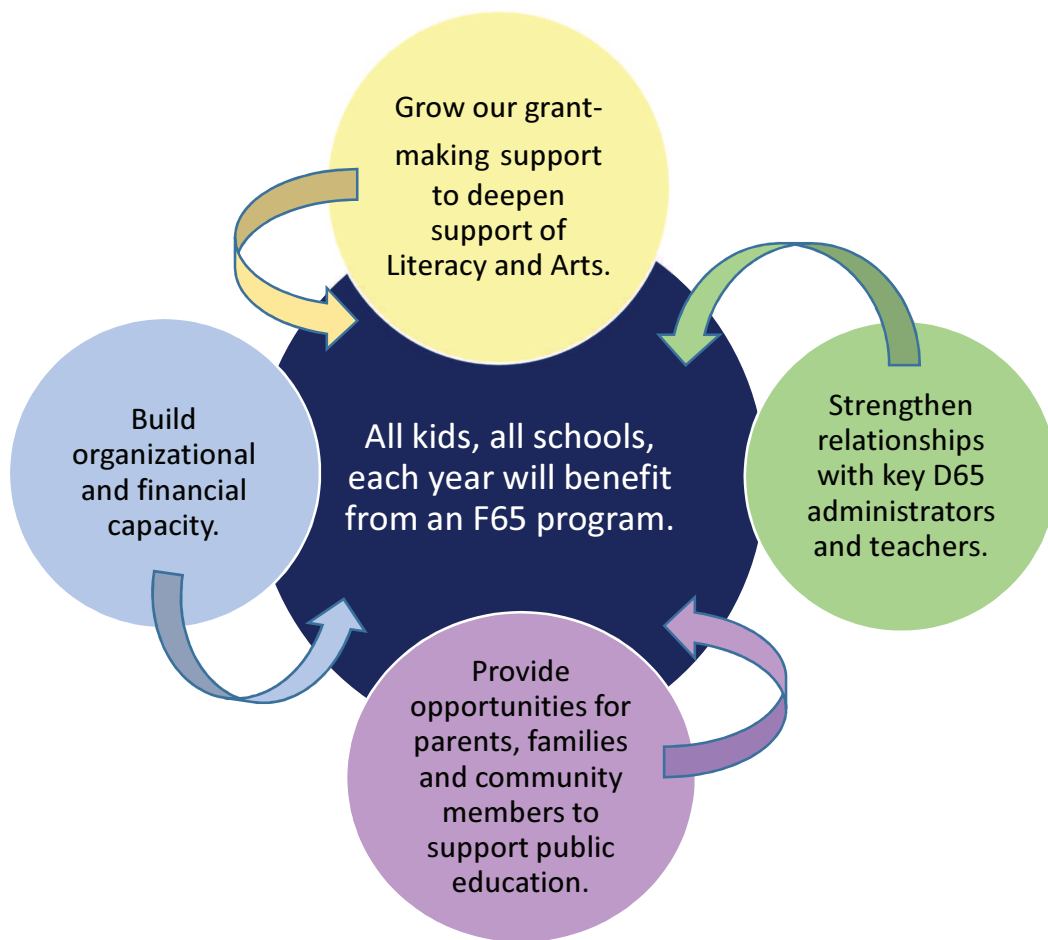 Grow our grant-
making support
to deepen
support of
Literacy and Arts.
Build
organizational
and financial
capacity.
All kids, all schools,
each year will benefit
from an F65 program.
Strengthen
relationships
with key D65
administrators
and teachers.
Provide
opportunities for
parents, families
and community
members to
support public
education.